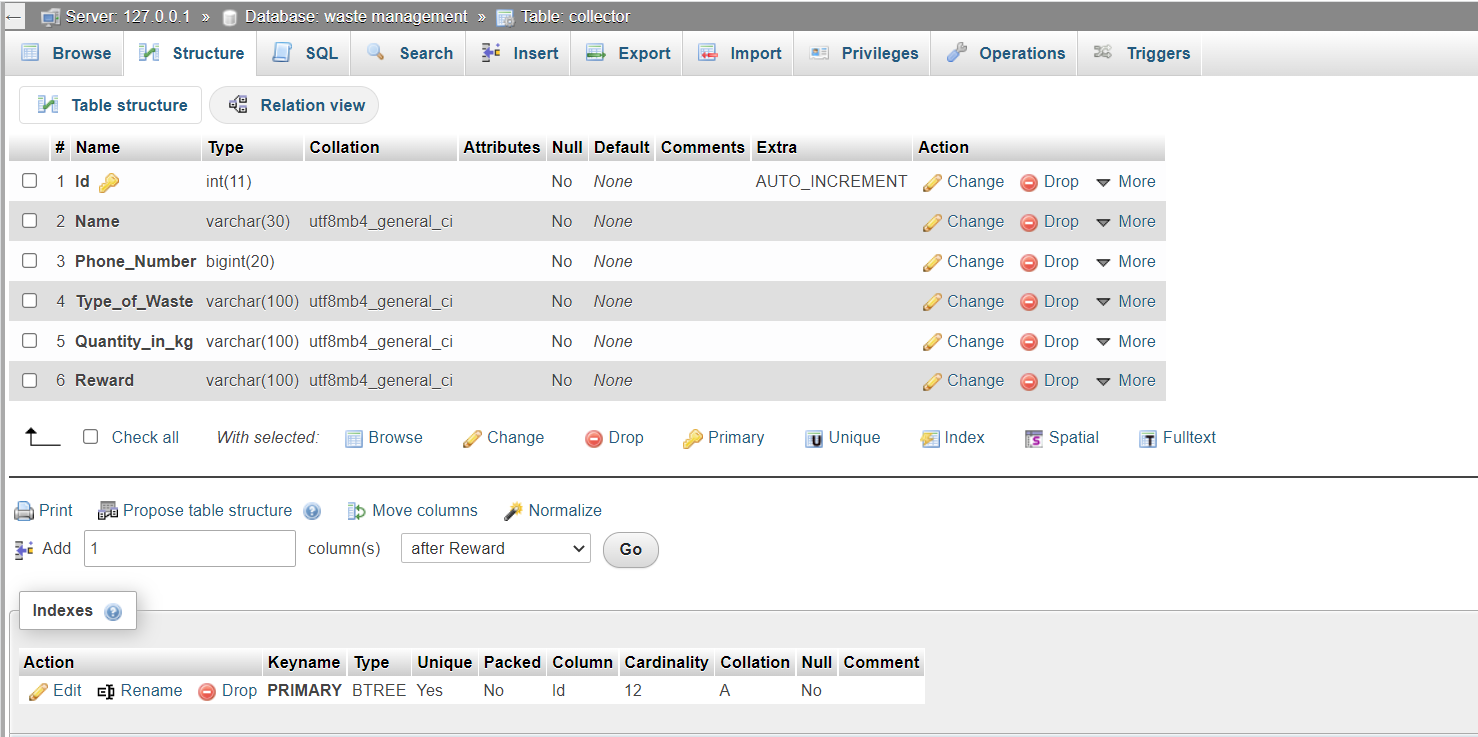 ← Server: 127.0.0.1 » Database: waste management » Table: collector
Browse Structure SQL Search Insert Export Import Privileges Operations Triggers
Table structure Relation view
# Name Type Collation Attributes Null Default Comments Extra Action
1 Id int(11) No None AUTO_INCREMENT Change Drop More
2 Name varchar(30) utf8mb4_general_ci No None Change Drop More
3 Phone_Number bigint(20) No None Change Drop More
4 Type_of_Waste varchar(100) utf8mb4_general_ci No None Change Drop More
5 Quantity_in_kg varchar(100) utf8mb4_general_ci No None Change Drop More
6 Reward varchar(100) utf8mb4_general_ci No None Change Drop More
Check all With selected: Browse Change Drop Primary U Unique Index S Spatial T Fulltext
Print Propose table structure ? Move columns Normalize
Add 1 column(s) after Reward Go
Indexes ?
Action Keyname Type Unique Packed Column Cardinality Collation Null Comment
Edit Rename Drop PRIMARY BTREE Yes No Id 12 A No